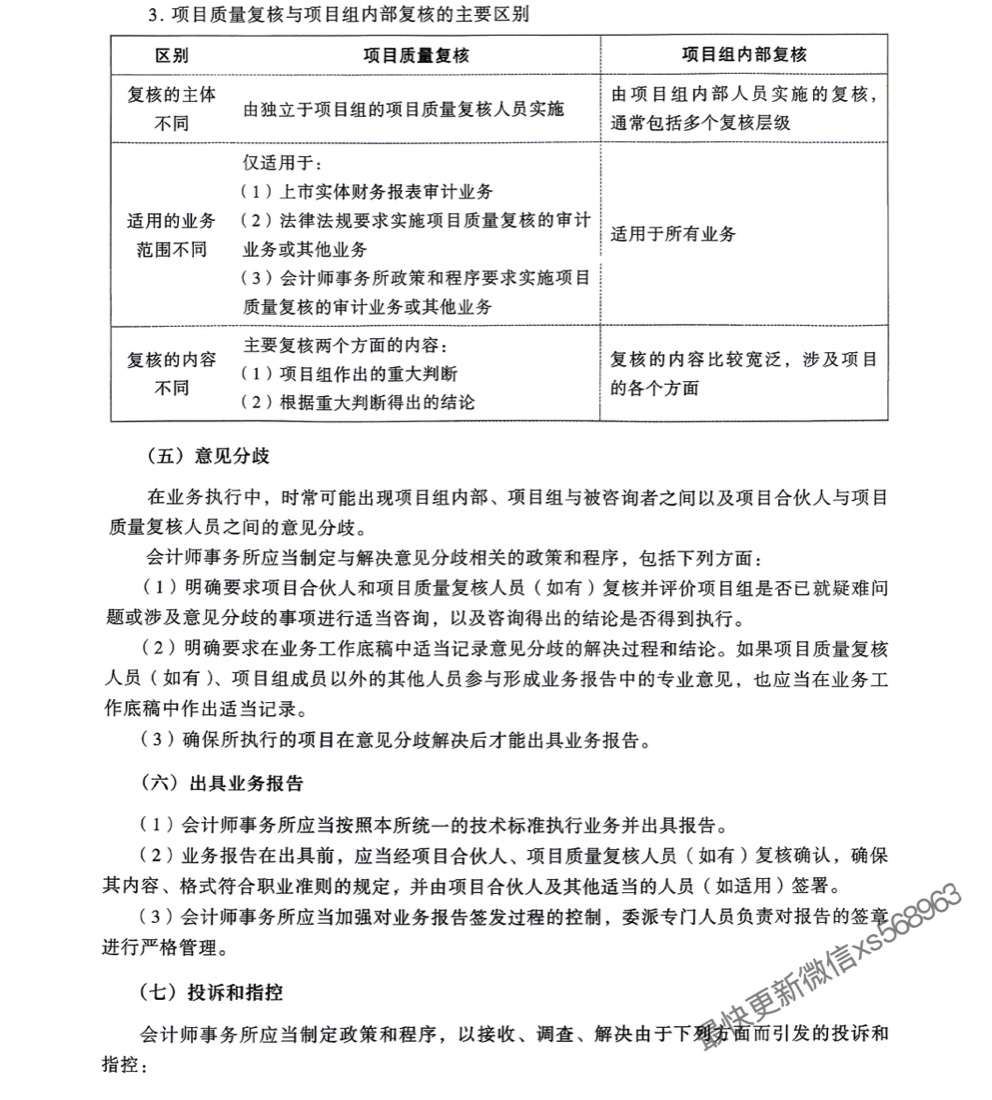 3. 项目质量复核与项目组内部复核的主要区别
区别 项目质量复核 项目组内部复核
复核的主体
不同
由独立于项目组的项目质量复核人员实施
由项目组内部人员实施的复核，
通常包括多个复核层级
适用的业务
范围不同
仅适用于：
（1）上市实体财务报表审计业务
（2）法律法规要求实施项目质量复核的审计
业务或其他业务
（3）会计师事务所政策和程序要求实施项目
质量复核的审计业务或其他业务
适用于所有业务
复核的内容
不同
主要复核两个方面的内容：
（1）项目组作出的重大判断
（2）根据重大判断得出的结论
复核的内容比较宽泛，涉及项目
的各个方面
（五）意见分歧
在业务执行中，时常可能出现项目组内部、项目组与被咨询者之间以及项目合伙人与项目
质量复核人员之间的意见分歧。
会计师事务所应当制定与解决意见分歧相关的政策和程序，包括下列方面：
（1）明确要求项目合伙人和项目质量复核人员（如有）复核并评价项目组是否已就疑难问
题或涉及意见分歧的事项进行适当咨询，以及咨询得出的结论是否得到执行。
（2）明确要求在业务工作底稿中适当记录意见分歧的解决过程和结论。如果项目质量复核
人员（如有）、项目组成员以外的其他人员参与形成业务报告中的专业意见，也应当在业务工
作底稿中作出适当记录。
（3）确保所执行的项目在意见分歧解决后才能出具业务报告。
（六）出具业务报告
（1）会计师事务所应当按照本所统一的技术标准执行业务并出具报告。
（2）业务报告在出具前，应当经项目合伙人、项目质量复核人员（如有）复核确认，确保
其内容、格式符合职业准则的规定，并由项目合伙人及其他适当的人员（如适用）签署。
（3）会计师事务所应当加强对业务报告签发过程的控制，委派专门人员负责对报告的签章
进行严格管理。
（七）投诉和指控
会计师事务所应当制定政策和程序，以接收、调查、解决由于下列方面而引发的投诉和
指控：
最快更新微信xs568963